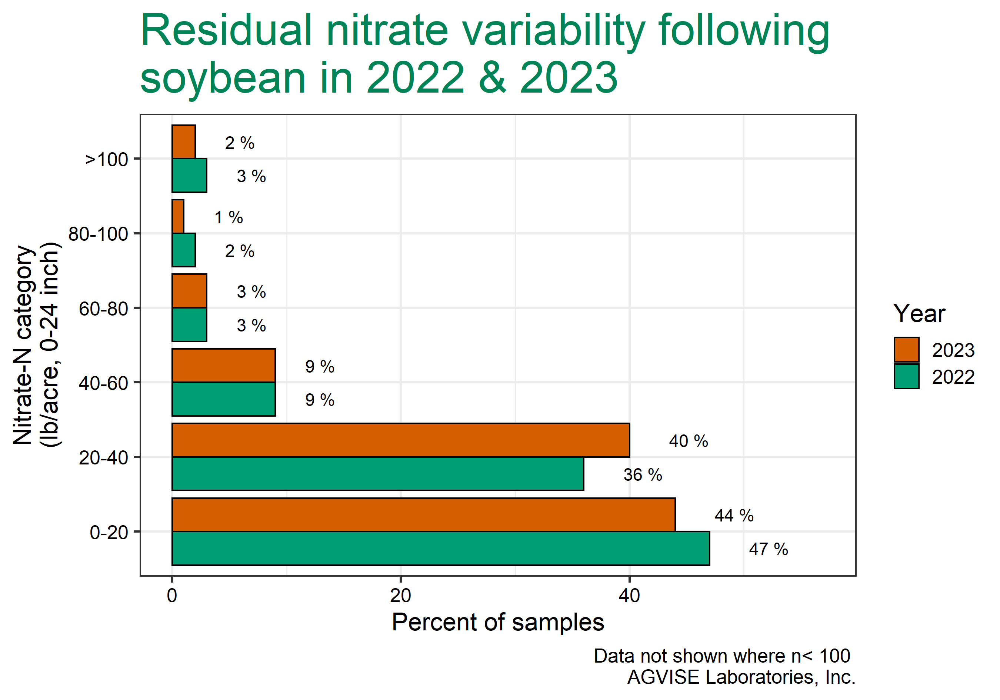 Residual nitrate variability following
soybean in 2022 & 2023
Nitrate-N category
(lb/acre, 0-24 inch)
>100
2 %
3 %
80-100
1 %
2 %
60-80
3 %
3 %
40-60
9 %
9 %
20-40
40 %
36 %
0-20
44 %
47 %
0
20
40
Percent of samples
Year
2023
2022
Data not shown where n< 100
AGVISE Laboratories, Inc.